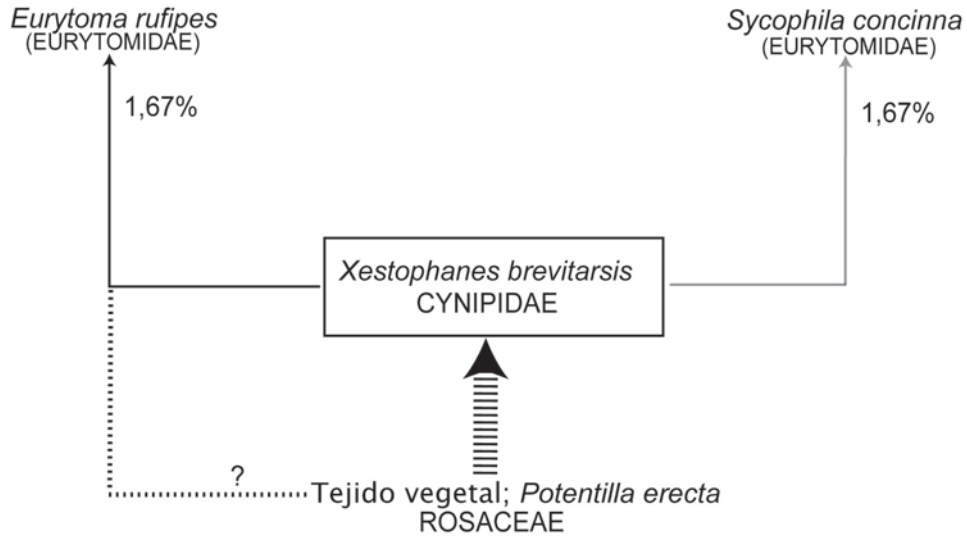 Eurytoma rufipes
(EURYTOMIDAE)
Sycophila concinna
(EURYTOMIDAE)
1,67%
1,67%
Xestophanes brevitarsis
CYNIPIDAE
?
Tejido vegetal; Potentilla erecta
ROSACEAE